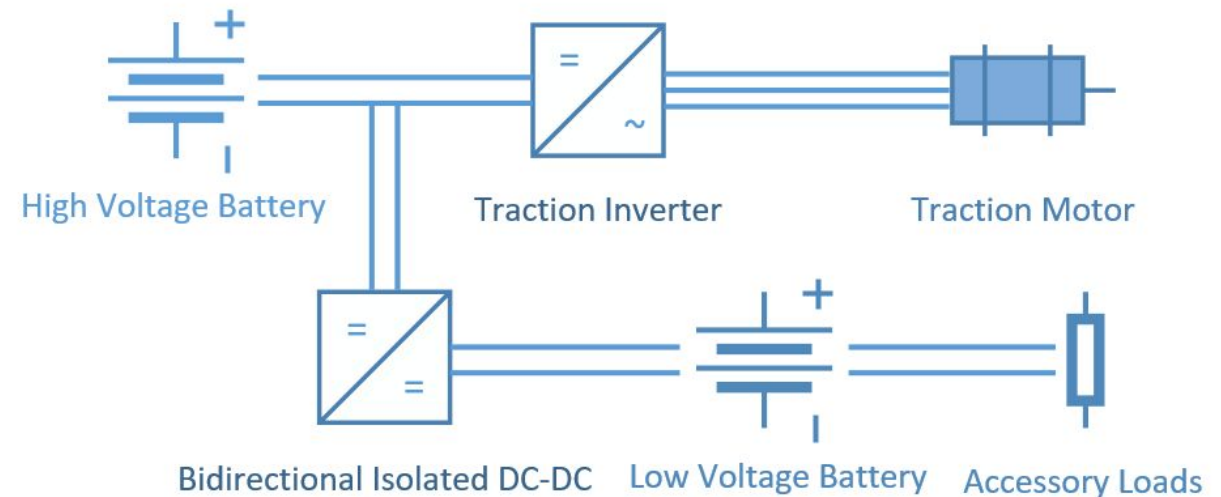 High Voltage Battery
Traction Inverter
Traction Motor
Bidirectional Isolated DC-DC
Low Voltage Battery
Accessory Loads